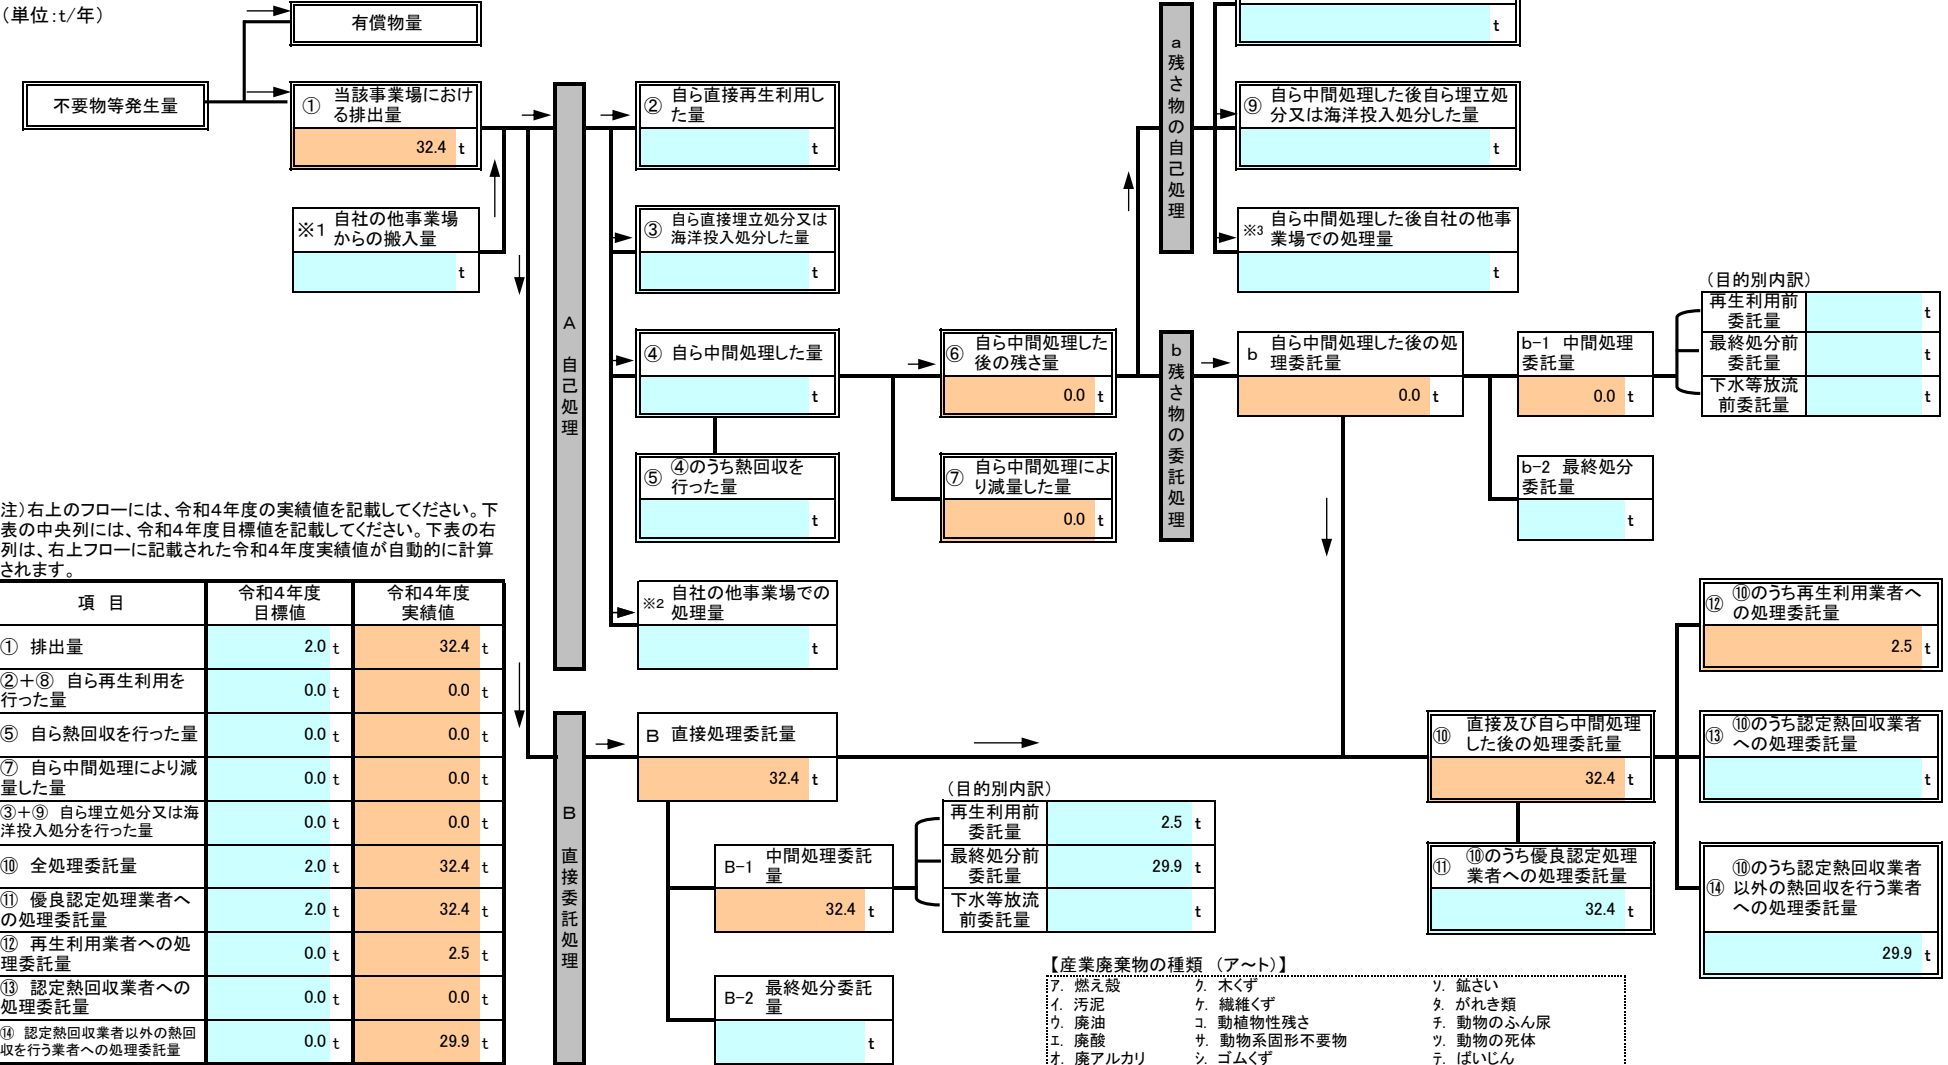 （単位：t/年）
有償物量
t
不要物等発生量
① 当該事業場におけ
る排出量
32.4 t
※1 自社の他事業場
からの搬入量
t
A 自己処理
② 自ら直接再生利用し
た量
t
③ 自ら直接埋立処分又は
海洋投入処分した量
t
④ 自ら中間処理した量
t
⑤ ④のうち熱回収を
行った量
t
※2 自社の他事業場での
処理量
t
⑥ 自ら中間処理した
後の残さ量
0.0 t
⑦ 自ら中間処理によ
り減量した量
0.0 t
a 残さ物の自己処理
⑨ 自ら中間処理した後自ら埋立処
分又は海洋投入処分した量
t
※3 自ら中間処理した後自社の他事
業場での処理量
t
b 残さ物の委託処理
b 自ら中間処理した後の処
理委託量
0.0 t
b-1 中間処理
委託量
0.0 t
b-2 最終処分
委託量
t
（目的別内訳）
再生利用前
委託量
t
最終処分前
委託量
t
下水等放流
前委託量
t
注）右上のフローには、令和４年度の実績値を記載してください。下
表の中央列には、令和４年度目標値を記載してください。下表の右
列は、右上フローに記載された令和４年度実績値が自動的に計算
されます。
項 目
令和４年度
目標値
令和４年度
実績値
① 排出量 2.0 t 32.4 t
②＋⑧ 自ら再生利用を
行った量 0.0 t 0.0 t
⑤ 自ら熱回収を行った量 0.0 t 0.0 t
⑦ 自ら中間処理により減
量した量 0.0 t 0.0 t
③＋⑨ 自ら埋立処分又は海
洋投入処分を行った量 0.0 t 0.0 t
⑩ 全処理委託量 2.0 t 32.4 t
⑪ 優良認定処理業者へ
の処理委託量 2.0 t 32.4 t
⑫ 再生利用業者への処
理委託量 0.0 t 2.5 t
⑬ 認定熱回収業者への
処理委託量 0.0 t 0.0 t
⑭ 認定熱回収業者以外の熱回
収を行う業者への処理委託量 0.0 t 29.9 t
B 直接委託処理
B 直接処理委託量
32.4 t
B-1 中間処理委託
量
32.4 t
B-2 最終処分委託
量
t
（目的別内訳）
再生利用前
委託量
2.5 t
最終処分前
委託量
29.9 t
下水等放流
前委託量
t
⑩ 直接及び自ら中間処理
した後の処理委託量
32.4 t
⑪ ⑩のうち優良認定処理
業者への処理委託量
32.4 t
⑫ ⑩のうち再生利用業者へ
の処理委託量
2.5 t
⑬ ⑩のうち認定熱回収業者
への処理委託量
t
⑭ ⑩のうち認定熱回収業者
以外の熱回収を行う業者
への処理委託量
29.9 t
【産業廃棄物の種類 （ア～ト）】
ｱ. 燃え殻 ｸ. 木くず ｿ. 鉱さい
ｲ. 汚泥 ｹ. 繊維くず ﾀ. がれき類
ｳ. 廃油 ｺ. 動植物性残さ ﾁ. 動物のふん尿
ｴ. 廃酸 ｻ. 動物系固形不要物 ﾂ. 動物の死体
ｵ. 廃アルカリ ｼ. ゴムくず ﾃ. ばいじん